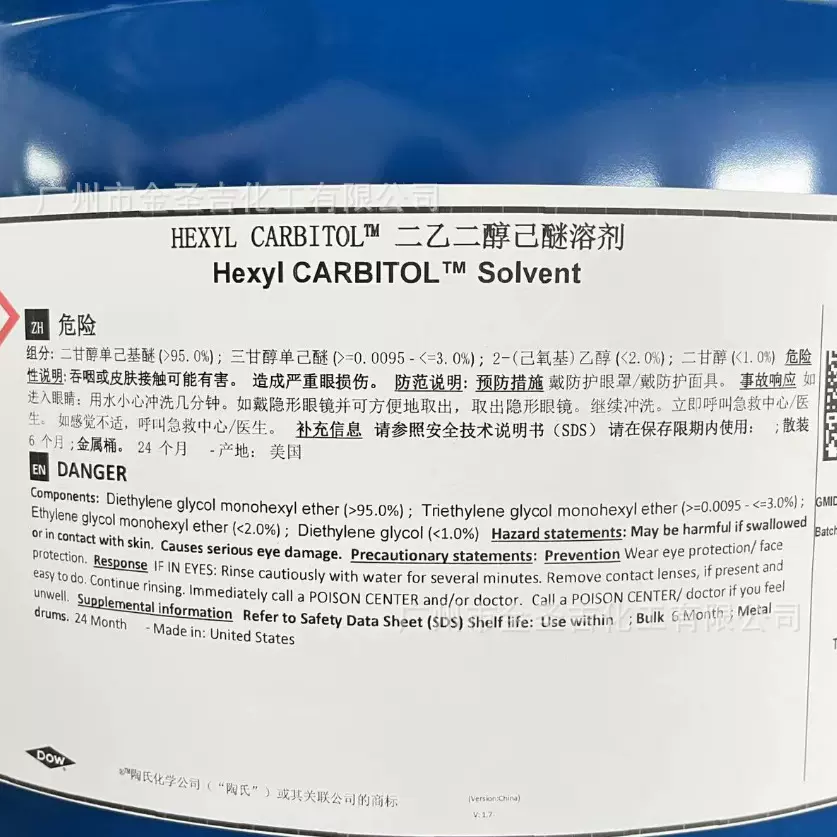 广州市金圣吉化工有限公司
HEXYL CARBITOL™ 二乙二醇己醚溶剂
Hexyl CARBITOL™ Solvent
ZH 危险
组分: 二甘醇单己基醚(>95.0%); 三甘醇单己醚(>=0.0095 - <=3.0%); 2-(己氧基)乙醇(<2.0%); 二甘醇(<1.0%) 危险
性说明: 吞咽或皮肤接触可能有害。 造成严重眼损伤。 防范说明: 预防措施 戴防护眼罩/戴防护面具。 事故响应 如
进入眼睛: 用水小心冲洗几分钟。如戴隐形眼镜并可方便地取出, 取出隐形眼镜。继续冲洗。立即呼叫急救中心/医
生。 如感觉不适, 呼叫急救中心/医生。 补充信息 请参照安全技术说明书(SDS) 请在保存限期内使用: ;散装
6 个月;金属桶。 24 个月 - 产地: 美国
EN DANGER
Components: Diethylene glycol monohexyl ether (>95.0%) ; Triethylene glycol monohexyl ether (>=0.0095 - <=3.0%) ;
Ethylene glycol monohexyl ether (<2.0%) ; Diethylene glycol (<1.0%) Hazard statements: May be harmful if swallowed
or in contact with skin. Causes serious eye damage. Precautionary statements: Prevention Wear eye protection/ face
protection. Response IF IN EYES: Rinse cautiously with water for several minutes. Remove contact lenses, if present and
easy to do. Continue rinsing. Immediately call a POISON CENTER and/or doctor. Call a POISON CENTER/ doctor if you feel
unwell. Supplemental information Refer to Safety Data Sheet (SDS) Shelf life: Use within ; Bulk 6 Month ; Metal
drums. 24 Month - Made in: United States
GMID
Batch
广州市金圣吉化工有限公司
DOW
®™陶氏化学公司(“陶氏”)或其关联公司的商标
(Version:China)
V. 1.7